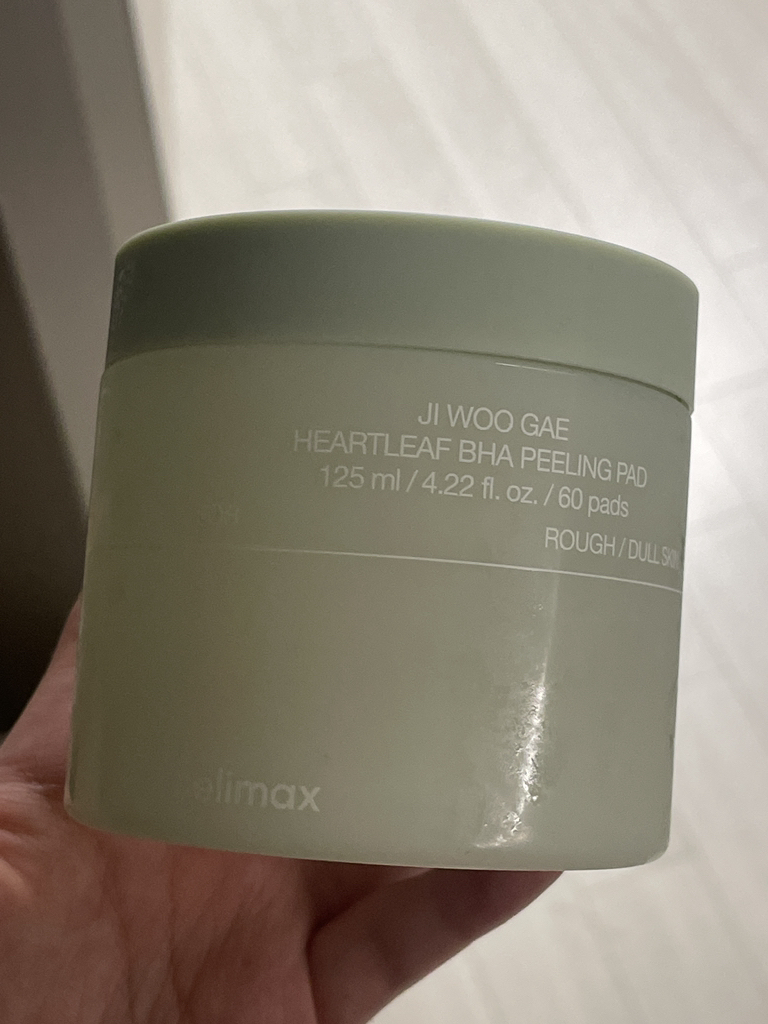 JI WOO GAE
HEARTLEAF BHA PEELING PAD
125 ml / 4.22 fl. oz. / 60 pads
ROUGH / DULL SKIN
elimax